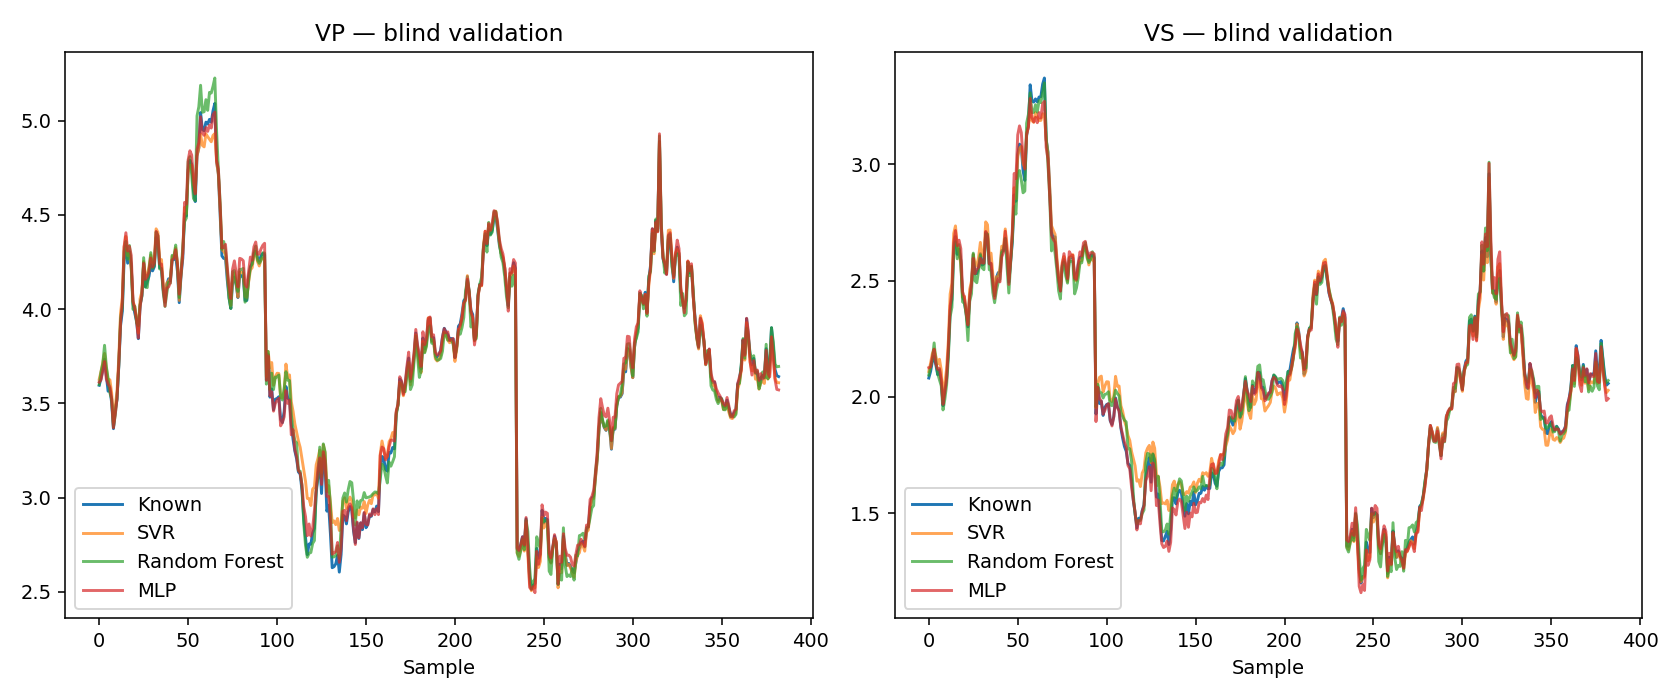 VP — blind validation
5.0
4.5
4.0
3.5
3.0
2.5
Known
SVR
Random Forest
MLP
0 50 100 150 200 250 300 350 400
Sample
VS — blind validation
3.0
2.5
2.0
1.5
Known
SVR
Random Forest
MLP
0 50 100 150 200 250 300 350 400
Sample